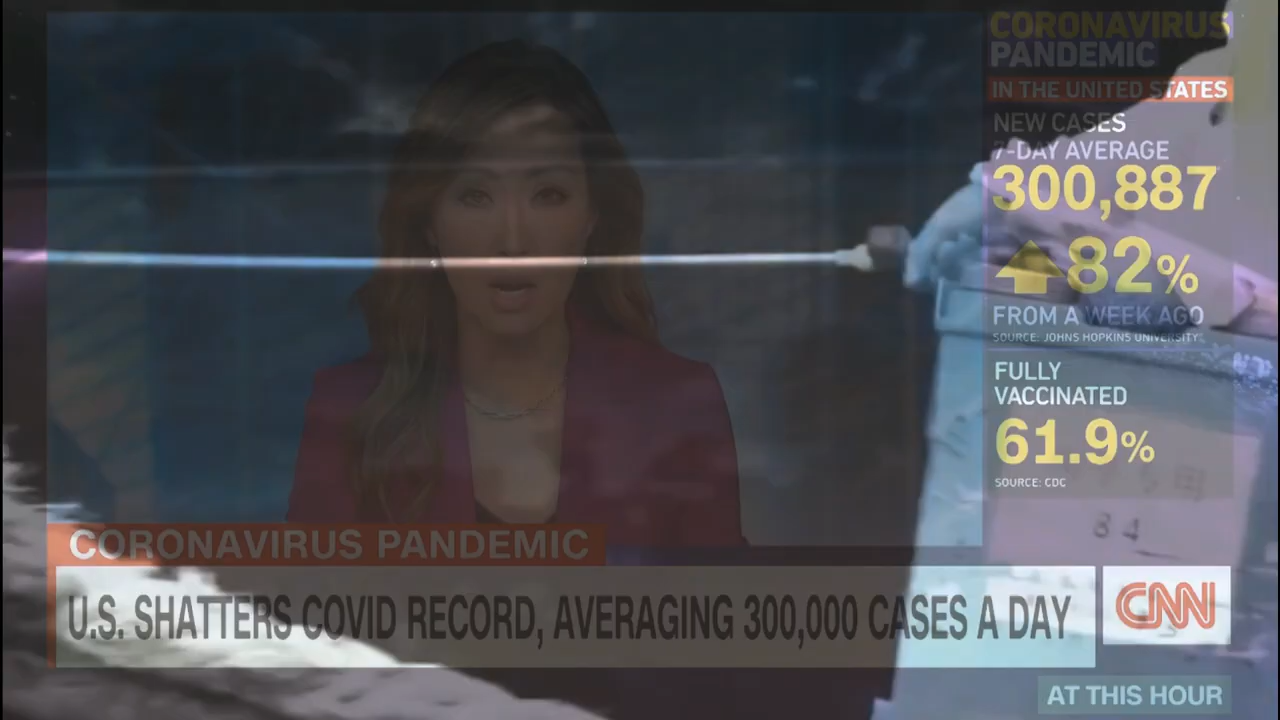 CORONAVIRUS
PANDEMIC
IN THE UNITED STATES
NEW CASES
7-DAY AVERAGE
300,887
82%
FROM A WEEK AGO
SOURCE: JOHNS HOPKINS UNIVERSITY
FULLY
VACCINATED
61.9%
SOURCE: CDC
84
CORONAVIRUS PANDEMIC
U.S. SHATTERS COVID RECORD, AVERAGING 300,000 CASES A DAY
CNN
AT THIS HOUR